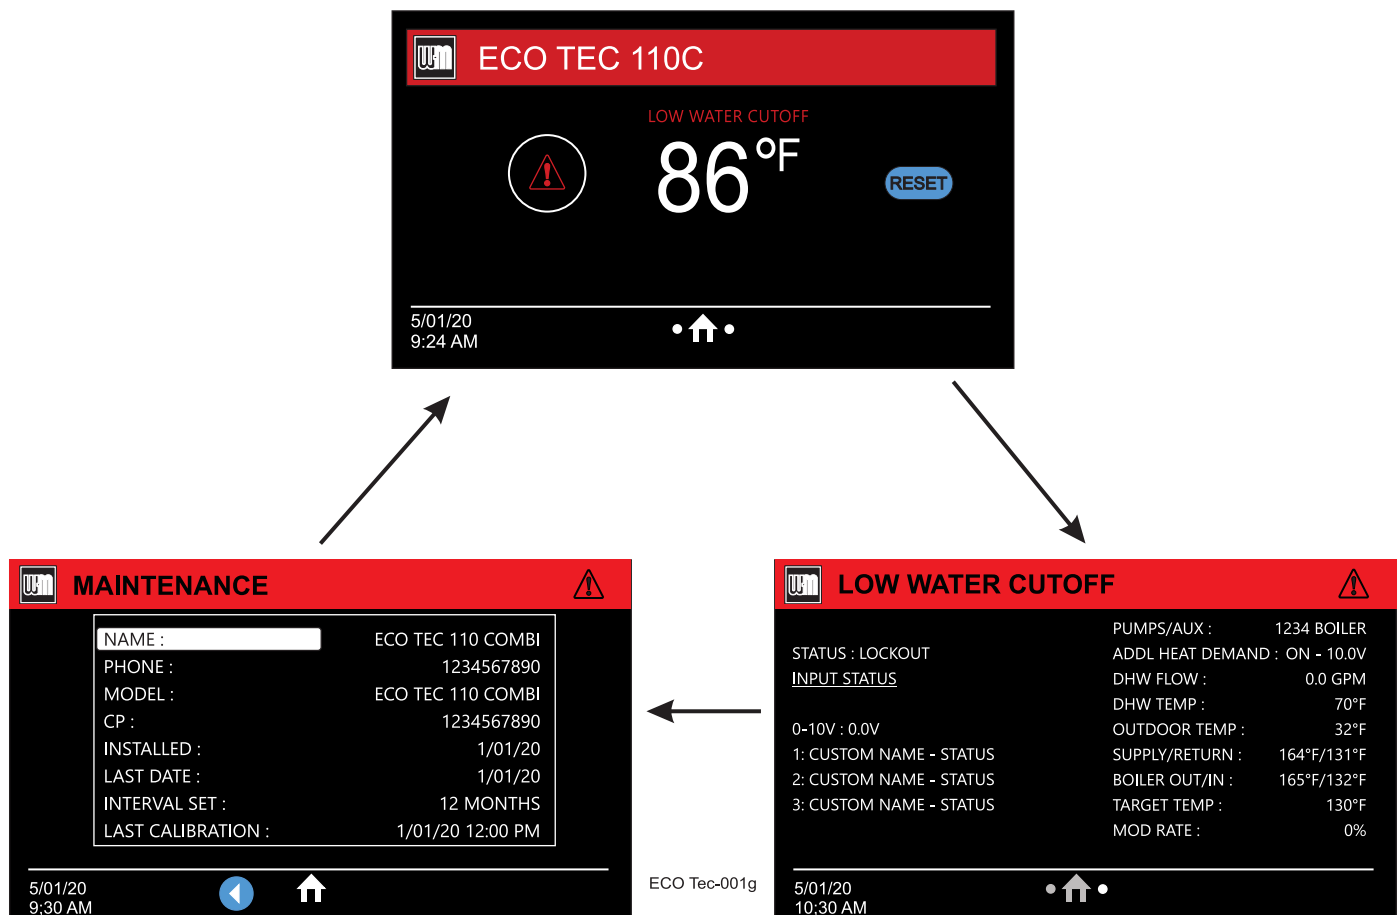 WM
ECO TEC 110C
LOW WATER CUTOFF
86°F
RESET
5/01/20
9:24 AM
WM
MAINTENANCE
NAME : ECO TEC 110 COMBI
PHONE : 1234567890
MODEL : ECO TEC 110 COMBI
CP : 1234567890
INSTALLED : 1/01/20
LAST DATE : 1/01/20
INTERVAL SET : 12 MONTHS
LAST CALIBRATION : 1/01/20 12:00 PM
5/01/20
9:30 AM
ECO Tec-001g
WM
LOW WATER CUTOFF
STATUS : LOCKOUT
INPUT STATUS
0-10V : 0.0V
1: CUSTOM NAME - STATUS
2: CUSTOM NAME - STATUS
3: CUSTOM NAME - STATUS
PUMPS/AUX : 1234 BOILER
ADDL HEAT DEMAND : ON - 10.0V
DHW FLOW : 0.0 GPM
DHW TEMP : 70°F
OUTDOOR TEMP : 32°F
SUPPLY/RETURN : 164°F/131°F
BOILER OUT/IN : 165°F/132°F
TARGET TEMP : 130°F
MOD RATE : 0%
5/01/20
10:30 AM